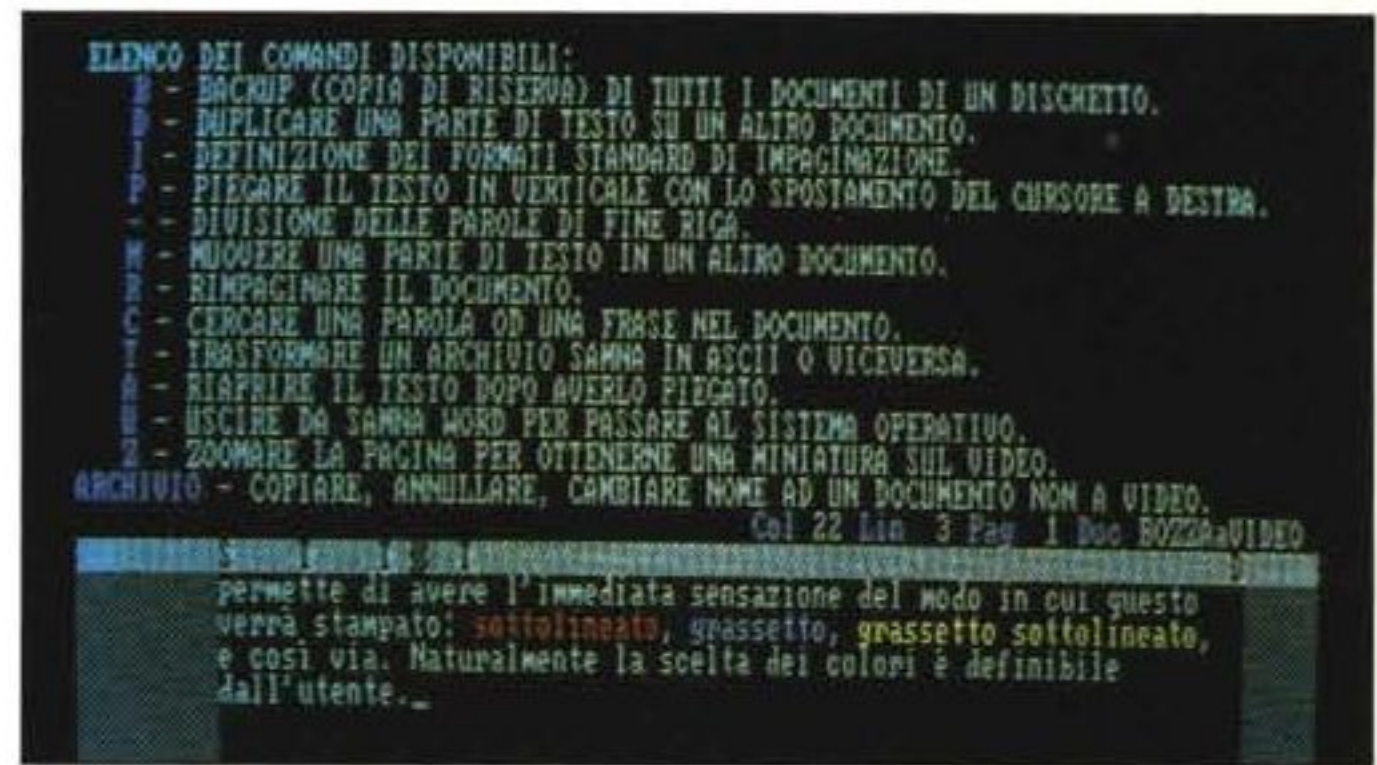 ELENCO DEI COMANDI DISPONIBILI:
B - BACKUP (COPIA DI RISERVA) DI TUTTI I DOCUMENTI DI UN DISCHETTO.
D - DUPLICARE UNA PARTE DI TESTO SU UN ALTRO DOCUMENTO.
I - DEFINIZIONE DEI FORMATI STANDARD DI IMPAGINAZIONE.
P - PIEGARE IL TESTO IN VERTICALE CON LO SPOSTAMENTO DEL CURSORE A DESTRA.
- - DIVISIONE DELLE PAROLE DI FINE RIGA.
M - MUOVERE UNA PARTE DI TESTO IN UN ALTRO DOCUMENTO.
R - RIMPAGINARE IL DOCUMENTO.
C - CERCARE UNA PAROLA OD UNA FRASE NEL DOCUMENTO.
T - TRASFORMARE UN ARCHIVIO SAMNA IN ASCII O VICEVERSA.
A - RIAPRIRE IL TESTO DOPO AVERLO PIEGATO.
U - USCIRE DA SAMNA WORD PER PASSARE AL SISTEMA OPERATIVO.
Z - ZOOMARE LA PAGINA PER OTTENERNE UNA MINIATURA SUL VIDEO.
ARCHIVIO - COPIARE, ANNULLARE, CAMBIARE NOME AD UN DOCUMENTO NON A VIDEO.
Col 22 Lin 3 Pag 1 Doc BOZZAaVIDEO
permette di avere l'immediata sensazione del modo in cui questo
verrà stampato: sottolineato, grassetto, grassetto sottolineato,
e così via. Naturalmente la scelta dei colori è definibile
dall'utente.